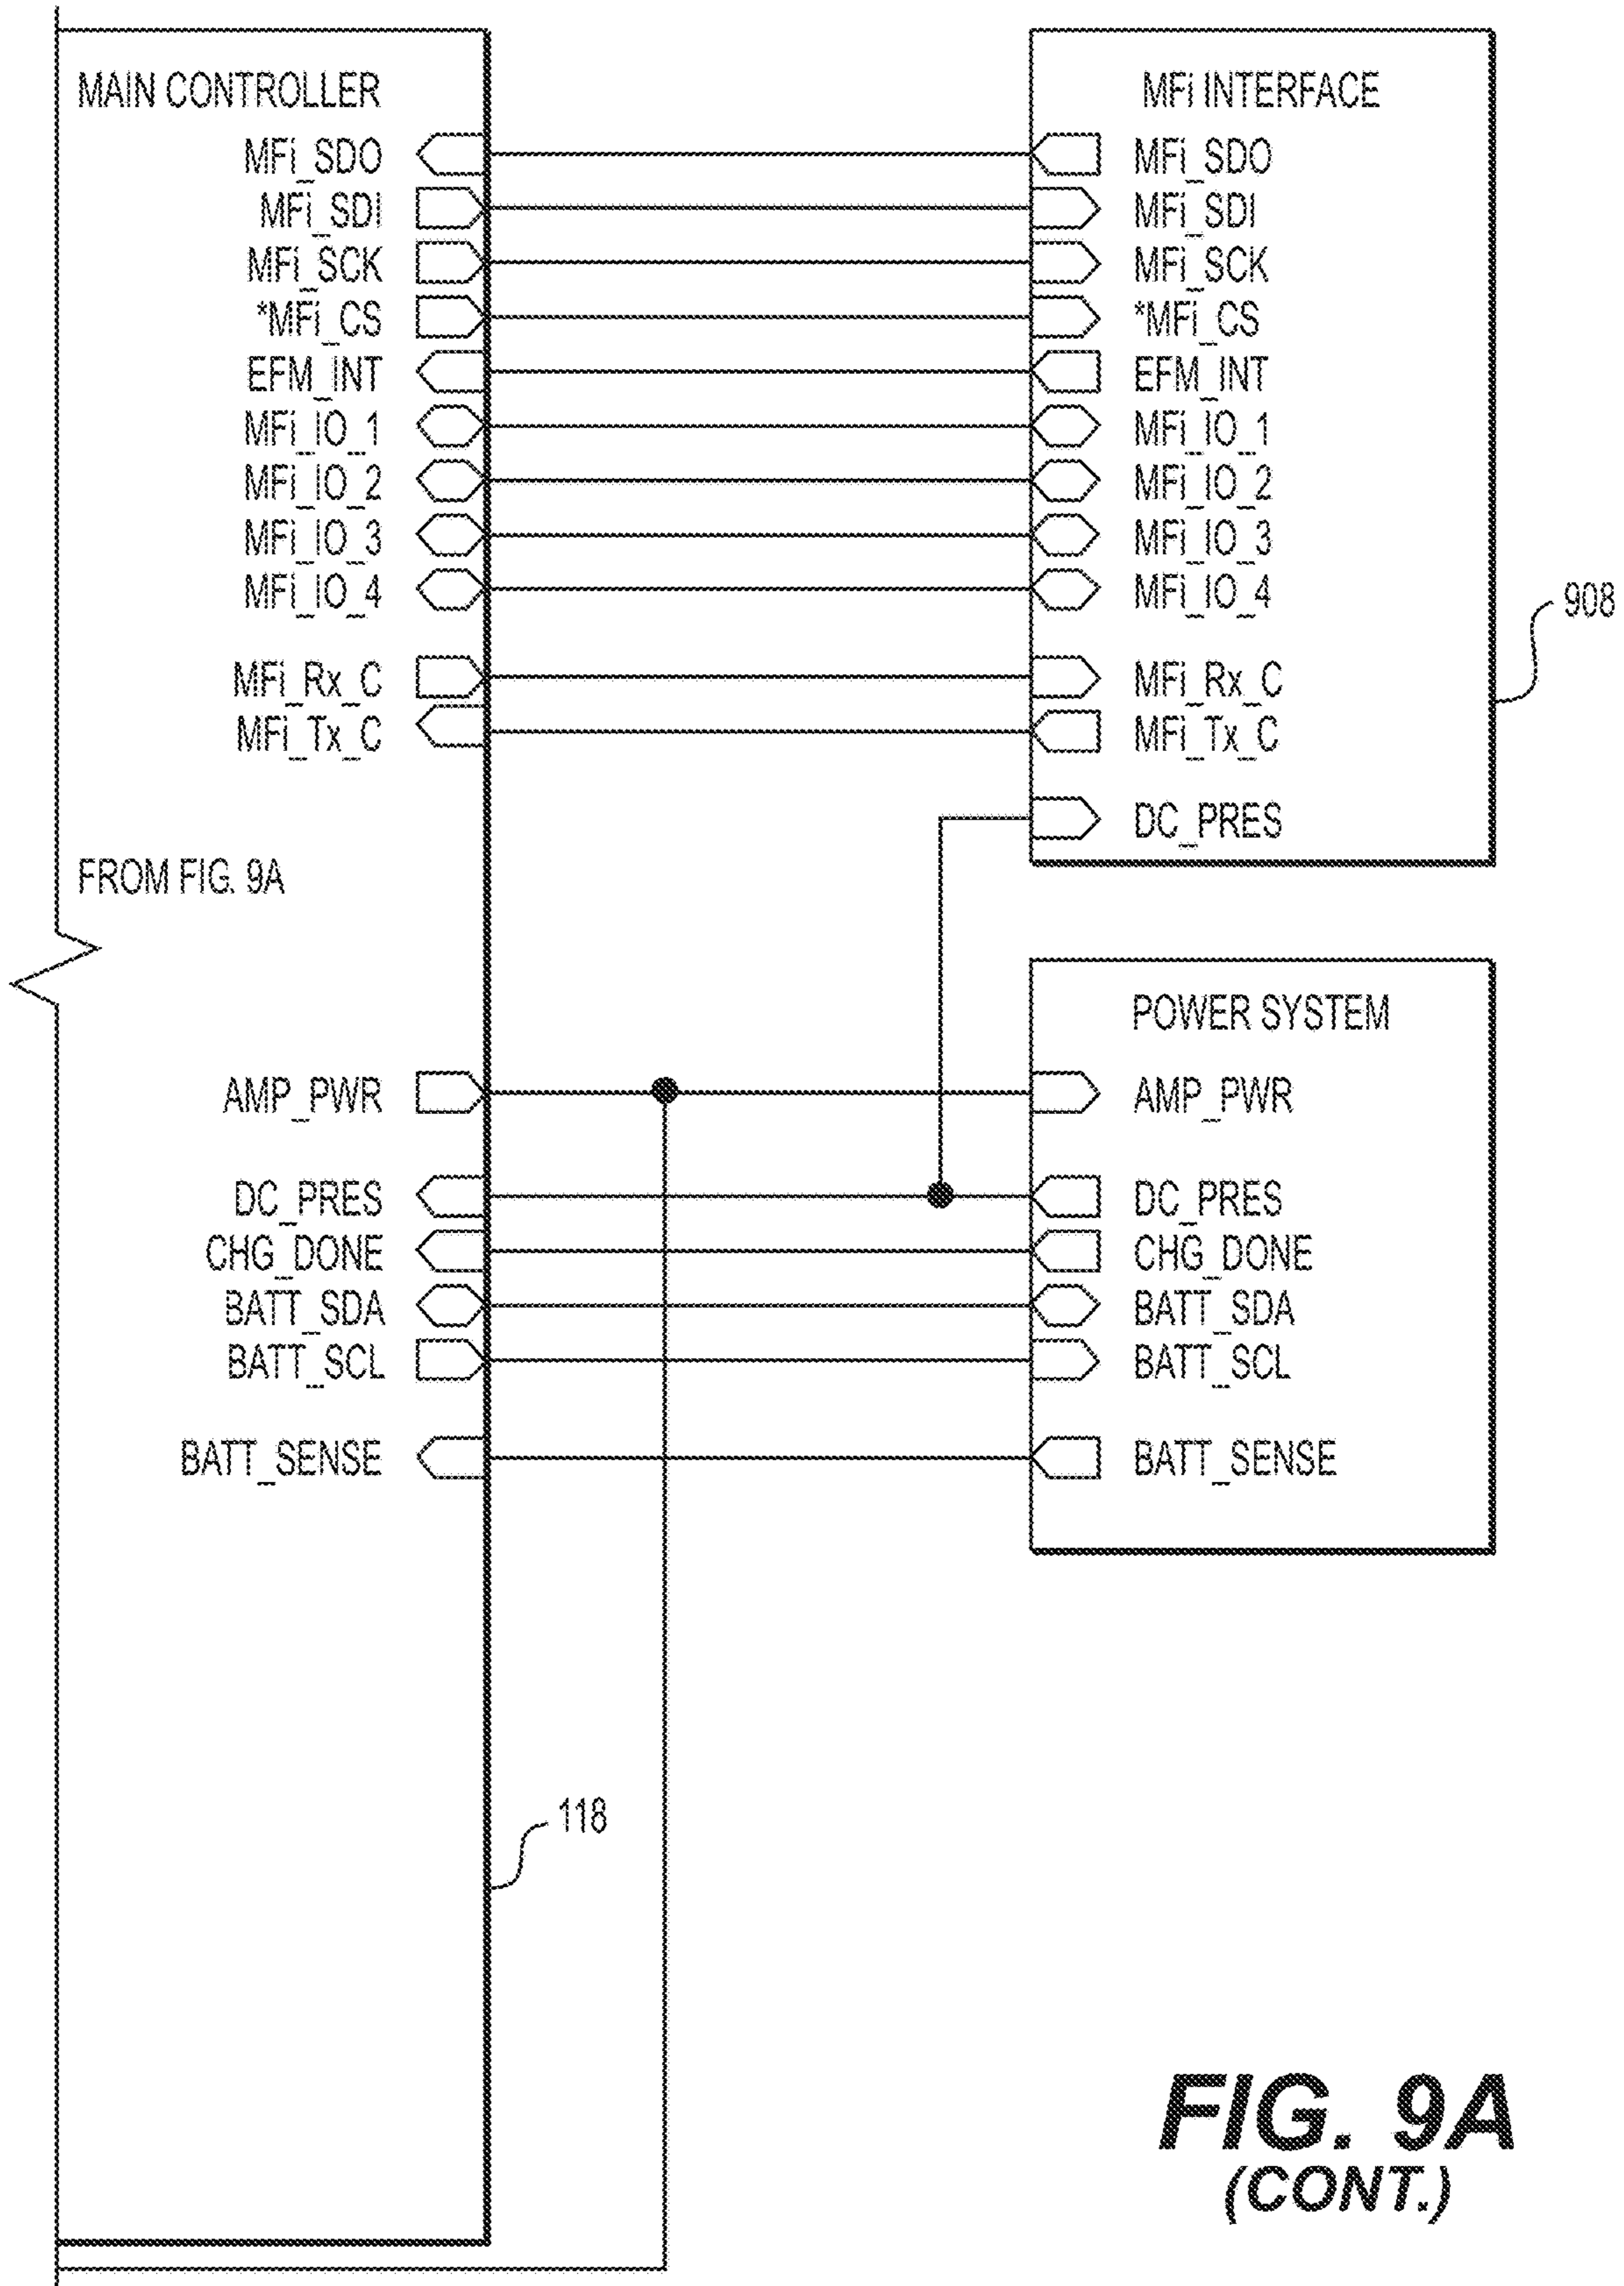 MAIN CONTROLLER
MFi_SDO
MFi_SDI
MFi_SCK
*MFi_CS
EFM_INT
MFi_IO_1
MFi_IO_2
MFi_IO_3
MFi_IO_4
MFi_Rx_C
MFi_Tx_C
FROM FIG. 9A
AMP_PWR
DC_PRES
CHG_DONE
BATT_SDA
BATT_SCL
BATT_SENSE
118
MFi INTERFACE
MFi_SDO
MFi_SDI
MFi_SCK
*MFi_CS
EFM_INT
MFi_IO_1
MFi_IO_2
MFi_IO_3
MFi_IO_4
MFi_Rx_C
MFi_Tx_C
DC_PRES
908
POWER SYSTEM
AMP_PWR
DC_PRES
CHG_DONE
BATT_SDA
BATT_SCL
BATT_SENSE
FIG. 9A
(CONT.)